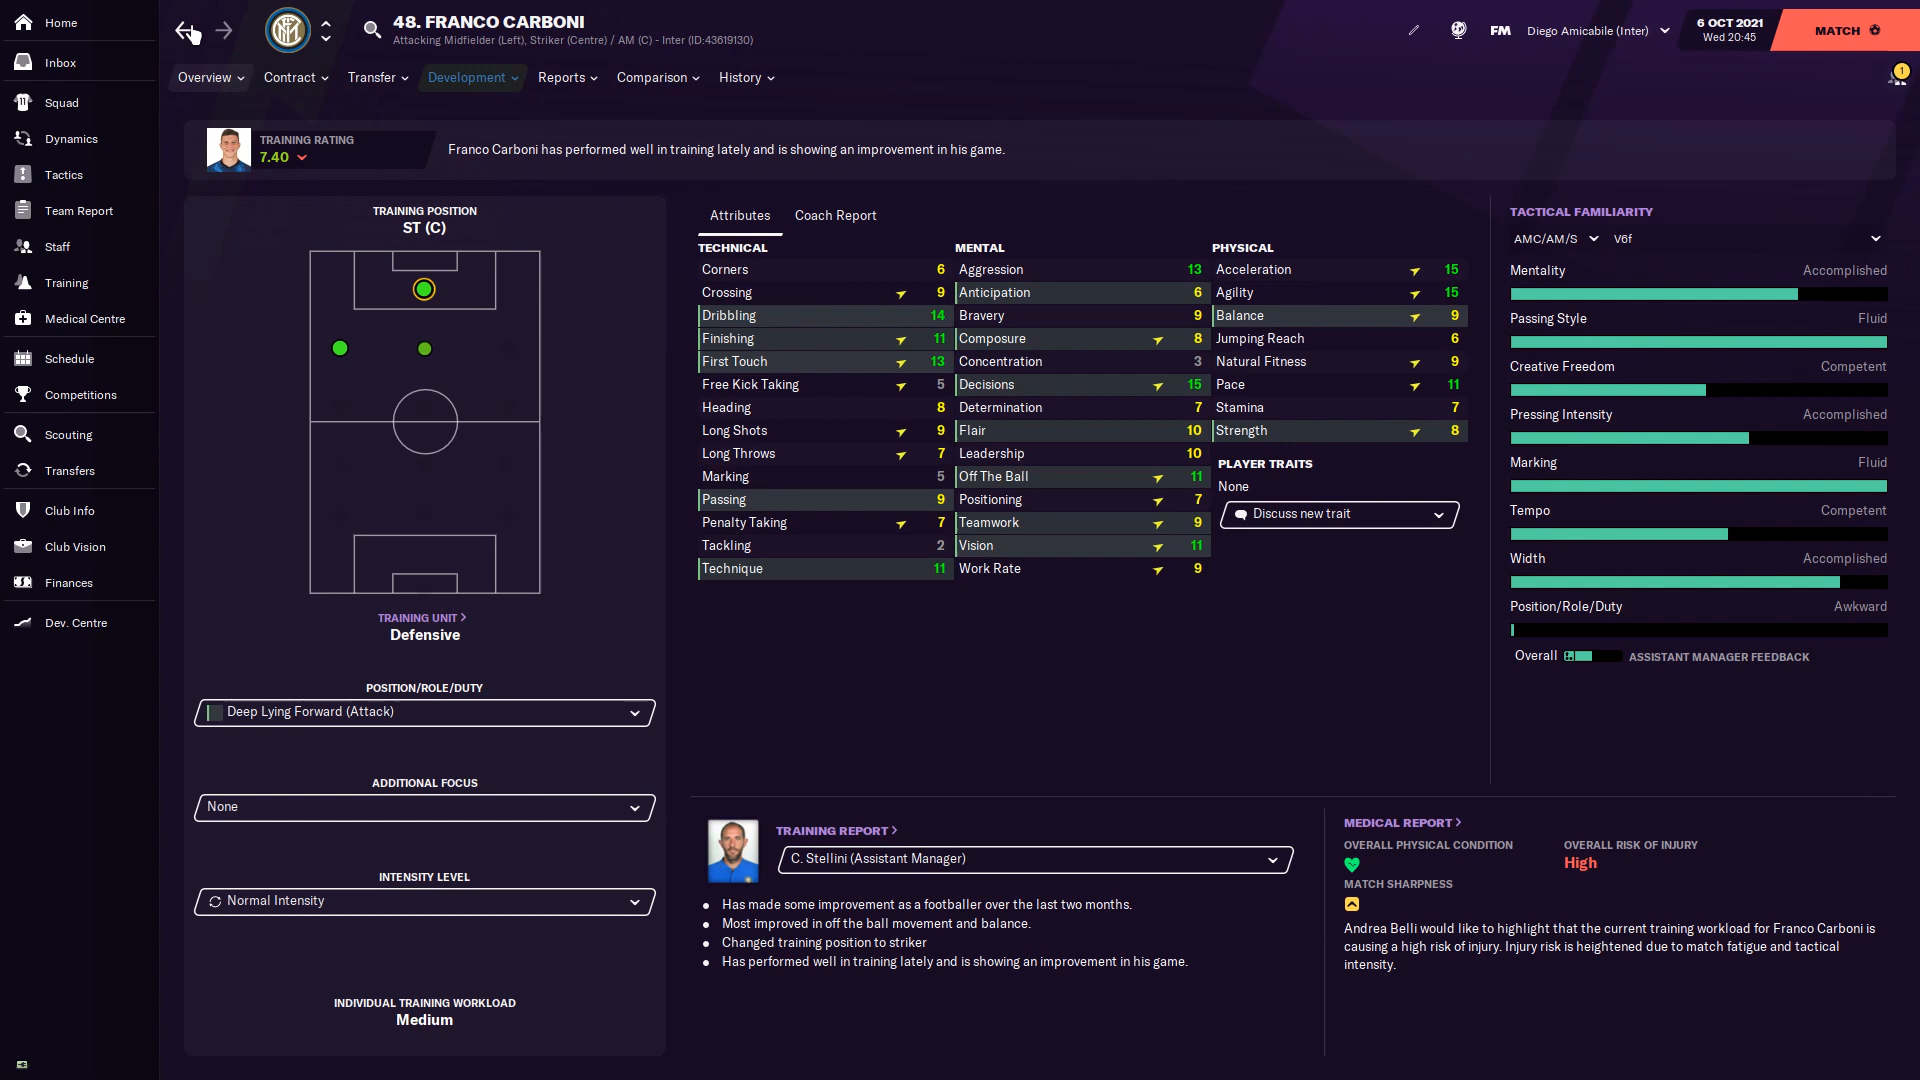 Home
Inbox
Squad
Dynamics
Tactics
Team Report
Staff
Training
Medical Centre
Schedule
Competitions
Scouting
Transfers
Club Info
Club Vision
Finances
Dev. Centre
48. FRANCO CARBONI
Attacking Midfielder (Left), Striker (Centre) / AM (C) - Inter (ID:43619130)
FM
Diego Amicabile (Inter)
6 OCT 2021
Wed 20:45
MATCH
1
Overview
Contract
Transfer
Development
Reports
Comparison
History
TRAINING RATING
7.40
Franco Carboni has performed well in training lately and is showing an improvement in his game.
TRAINING POSITION
ST (C)
TRAINING UNIT
Defensive
POSITION/ROLE/DUTY
Deep Lying Forward (Attack)
ADDITIONAL FOCUS
None
INTENSITY LEVEL
Normal Intensity
INDIVIDUAL TRAINING WORKLOAD
Medium
Attributes
Coach Report
TECHNICAL
Corners 6
Crossing 9
Dribbling 14
Finishing 11
First Touch 13
Free Kick Taking 5
Heading 8
Long Shots 9
Long Throws 7
Marking 5
Passing 9
Penalty Taking 7
Tackling 2
Technique 11
MENTAL
Aggression 13
Anticipation 6
Bravery 9
Composure 8
Concentration 3
Decisions 15
Determination 7
Flair 10
Leadership 10
Off The Ball 11
Positioning 7
Teamwork 9
Vision 11
Work Rate 9
PHYSICAL
Acceleration 15
Agility 15
Balance 9
Jumping Reach 6
Natural Fitness 9
Pace 11
Stamina 7
Strength 8
PLAYER TRAITS
None
Discuss new trait
TACTICAL FAMILIARITY
AMC/AM/S V6f
Mentality Accomplished
Passing Style Fluid
Creative Freedom Competent
Pressing Intensity Accomplished
Marking Fluid
Tempo Competent
Width Accomplished
Position/Role/Duty Awkward
Overall ASSISTANT MANAGER FEEDBACK
TRAINING REPORT
C. Stellini (Assistant Manager)
Has made some improvement as a footballer over the last two months.
Most improved in off the ball movement and balance.
Changed training position to striker
Has performed well in training lately and is showing an improvement in his game.
MEDICAL REPORT
OVERALL PHYSICAL CONDITION
OVERALL RISK OF INJURY
High
MATCH SHARPNESS
Andrea Belli would like to highlight that the current training workload for Franco Carboni is
causing a high risk of injury. Injury risk is heightened due to match fatigue and tactical
intensity.